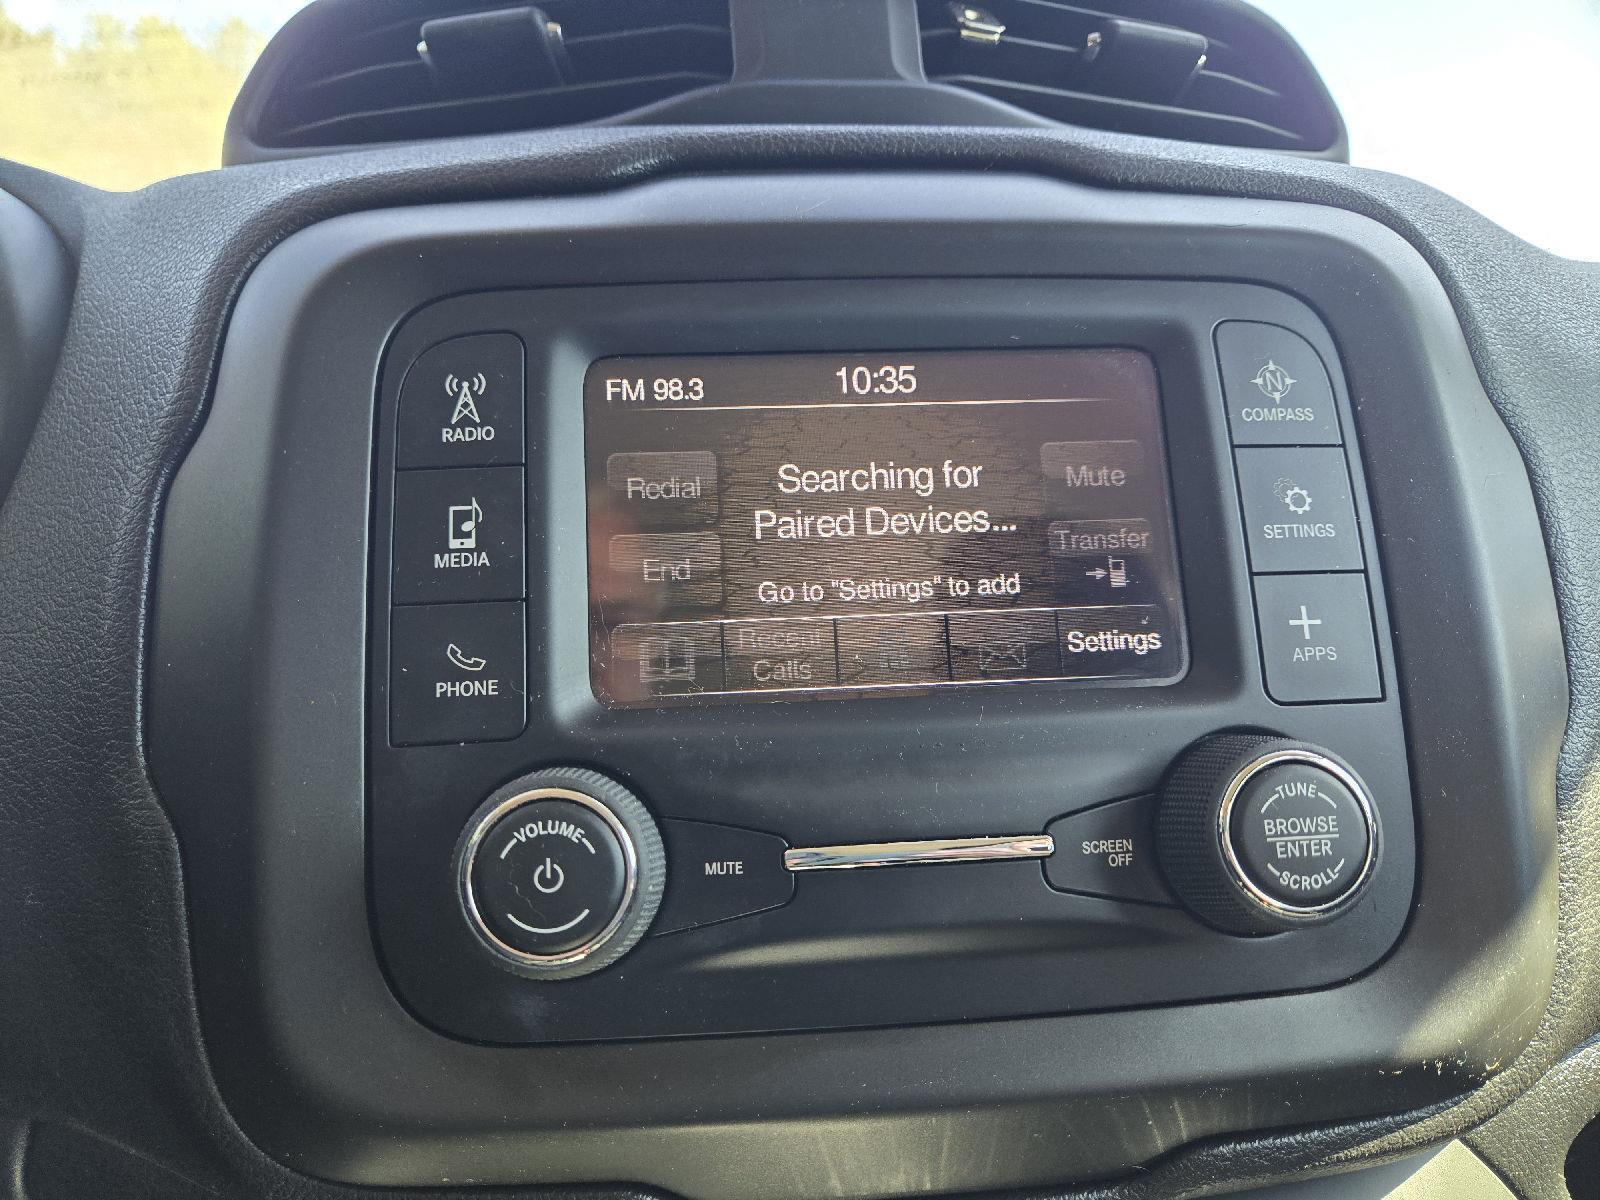 FM 98.3 10:35
RADIO
MEDIA
PHONE
Redial
End
Searching for
Paired Devices...
Go to "Settings" to add
Mute
Transfer
Recent
Calls
Settings
N
COMPASS
SETTINGS
APPS
VOLUME
MUTE
SCREEN
OFF
TUNE
BROWSE
ENTER
SCROLL